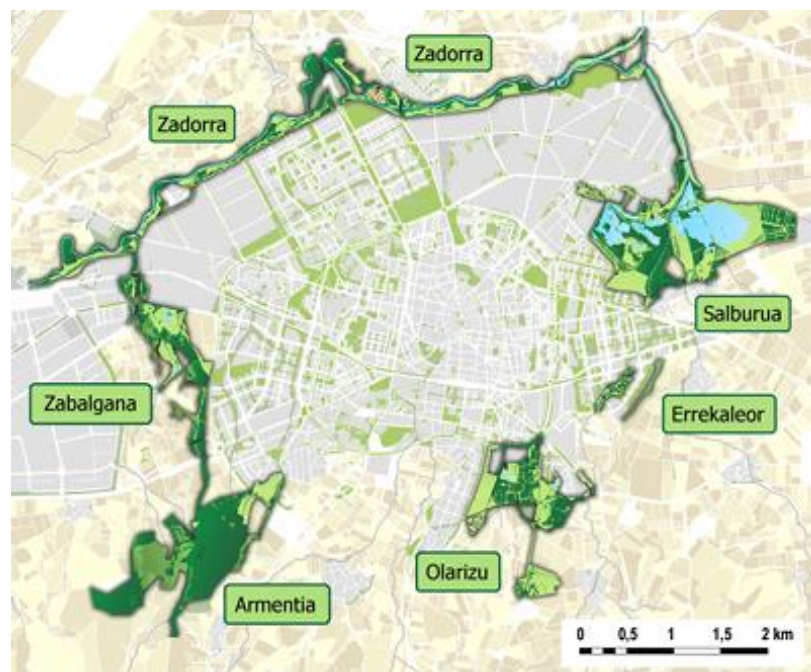 Zadorra
Zadorra
Salburua
Zabalgana
Errekaleor
Olarizu
Armentia
0 0,5 1 1,5 2 km